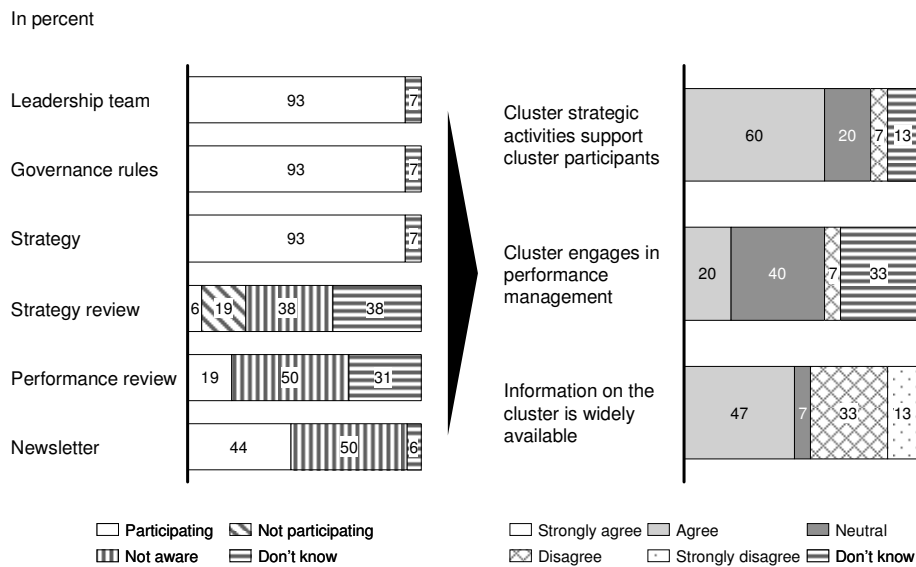 In percent
Leadership team
93
7
Governance rules
93
7
Strategy
93
7
Strategy review
6
19
38
38
Performance review
19
50
31
Newsletter
44
50
6
Participating
Not participating
Not aware
Don't know
Cluster strategic
activities support
cluster participants
60
20
7
13
Cluster engages in
performance
management
20
40
7
33
Information on the
cluster is widely
available
47
7
33
13
Strongly agree
Agree
Neutral
Disagree
Strongly disagree
Don't know